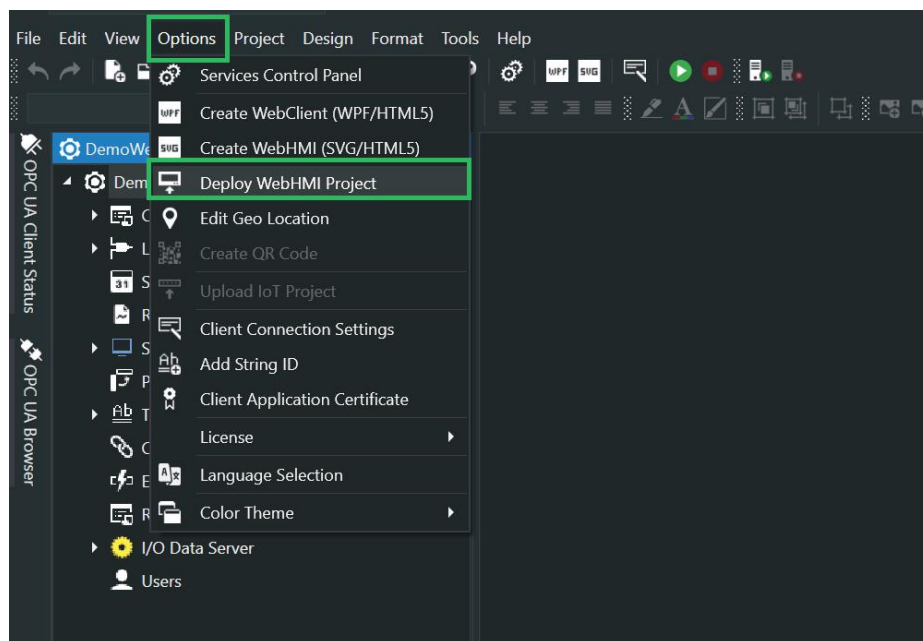 File Edit View Options Project Design Format Tools Help
WPF SVG
Services Control Panel
WPF Create WebClient (WPF/HTML5)
SVG Create WebHMI (SVG/HTML5)
Deploy WebHMI Project
Edit Geo Location
Create QR Code
Upload IoT Project
Client Connection Settings
Add String ID
Client Application Certificate
License
Language Selection
Color Theme
OPC UA Client Status
OPC UA Browser
I/O Data Server
Users